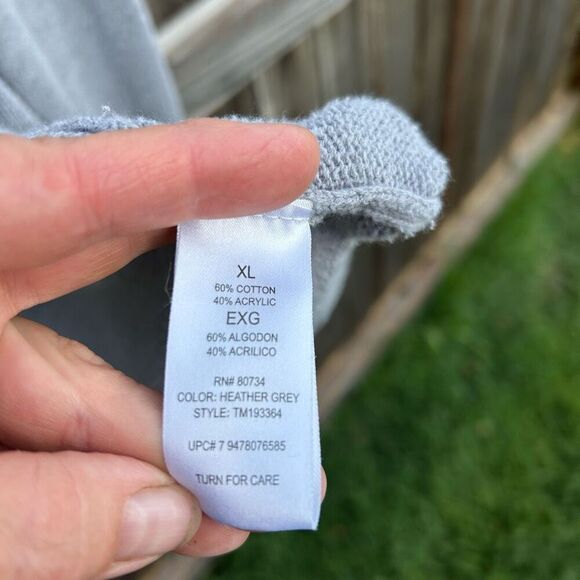 XL
60% COTTON
40% ACRYLIC
EXG
60% ALGODON
40% ACRILICO
RN# 80734
COLOR: HEATHER GREY
STYLE: TM193364
UPC# 7 9478076585
TURN FOR CARE